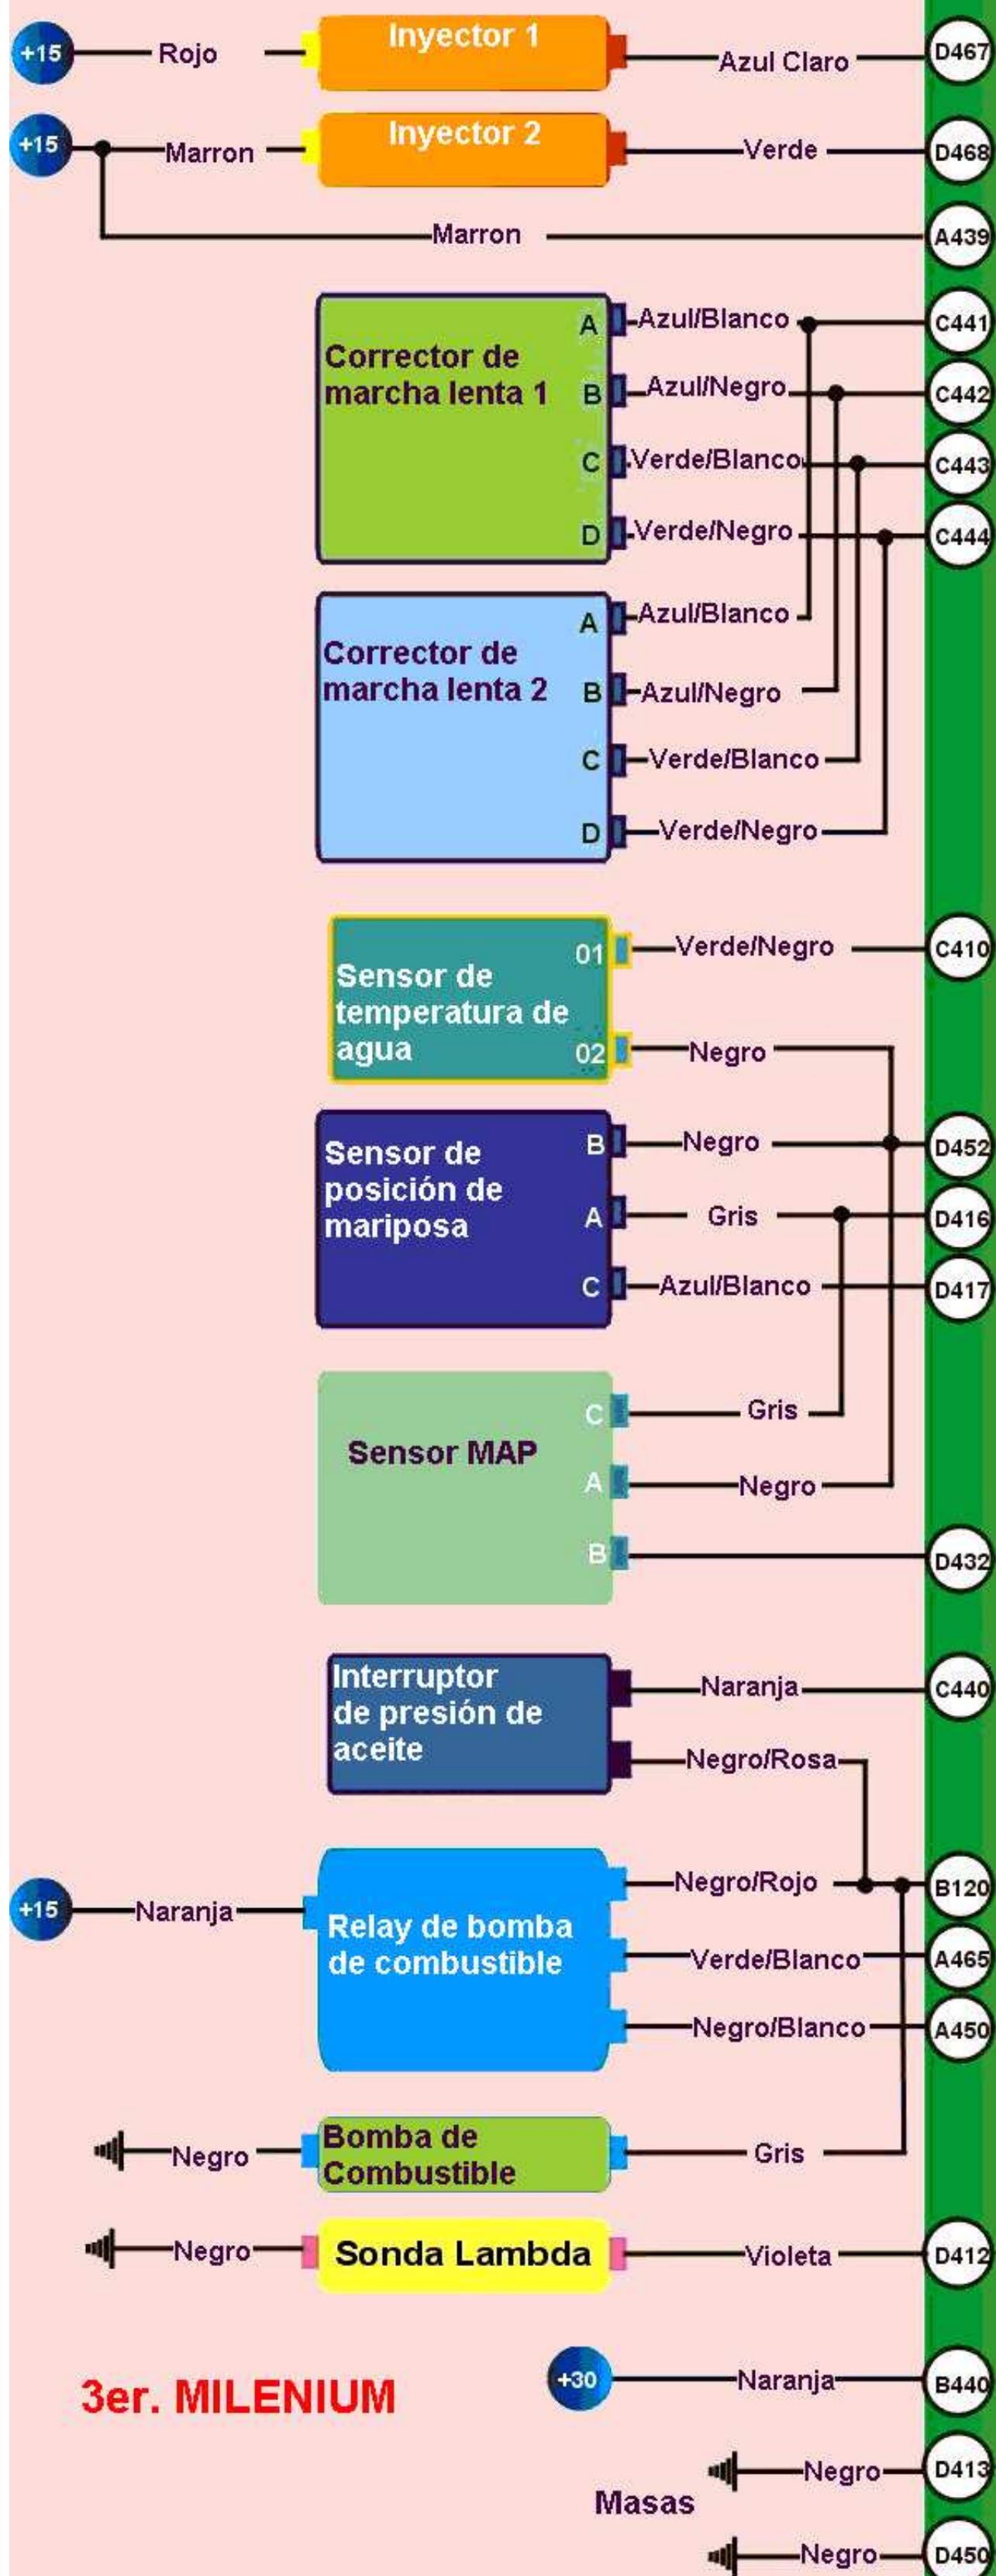 +15 Rojo Inyector 1 Azul Claro D467
+15 Marron Inyector 2 Verde D468
Marron A439
Corrector de
marcha lenta 1
A Azul/Blanco C441
B Azul/Negro C442
C Verde/Blanco C443
D Verde/Negro C444
Corrector de
marcha lenta 2
A Azul/Blanco
B Azul/Negro
C Verde/Blanco
D Verde/Negro
Sensor de
temperatura de
agua
01 Verde/Negro C410
02 Negro
Sensor de
posición de
mariposa
B Negro D452
A Gris D416
C Azul/Blanco D417
Sensor MAP
C Gris
A Negro
B D432
Interruptor
de presión de
aceite
Naranja C440
Negro/Rosa
+15 Naranja
Relay de bomba
de combustible
Negro/Rojo B120
Verde/Blanco A465
Negro/Blanco A450
Negro
Bomba de
Combustible
Gris
Negro Sonda Lambda Violeta D412
3er. MILENIUM
+30 Naranja B440
Masas
Negro D413
Negro D450